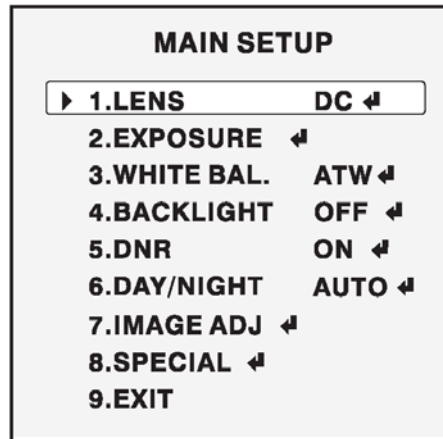 MAIN SETUP
1.LENS DC ↲
2.EXPOSURE ↲
3.WHITE BAL. ATW ↲
4.BACKLIGHT OFF ↲
5.DNR ON ↲
6.DAY/NIGHT AUTO ↲
7.IMAGE ADJ ↲
8.SPECIAL ↲
9.EXIT